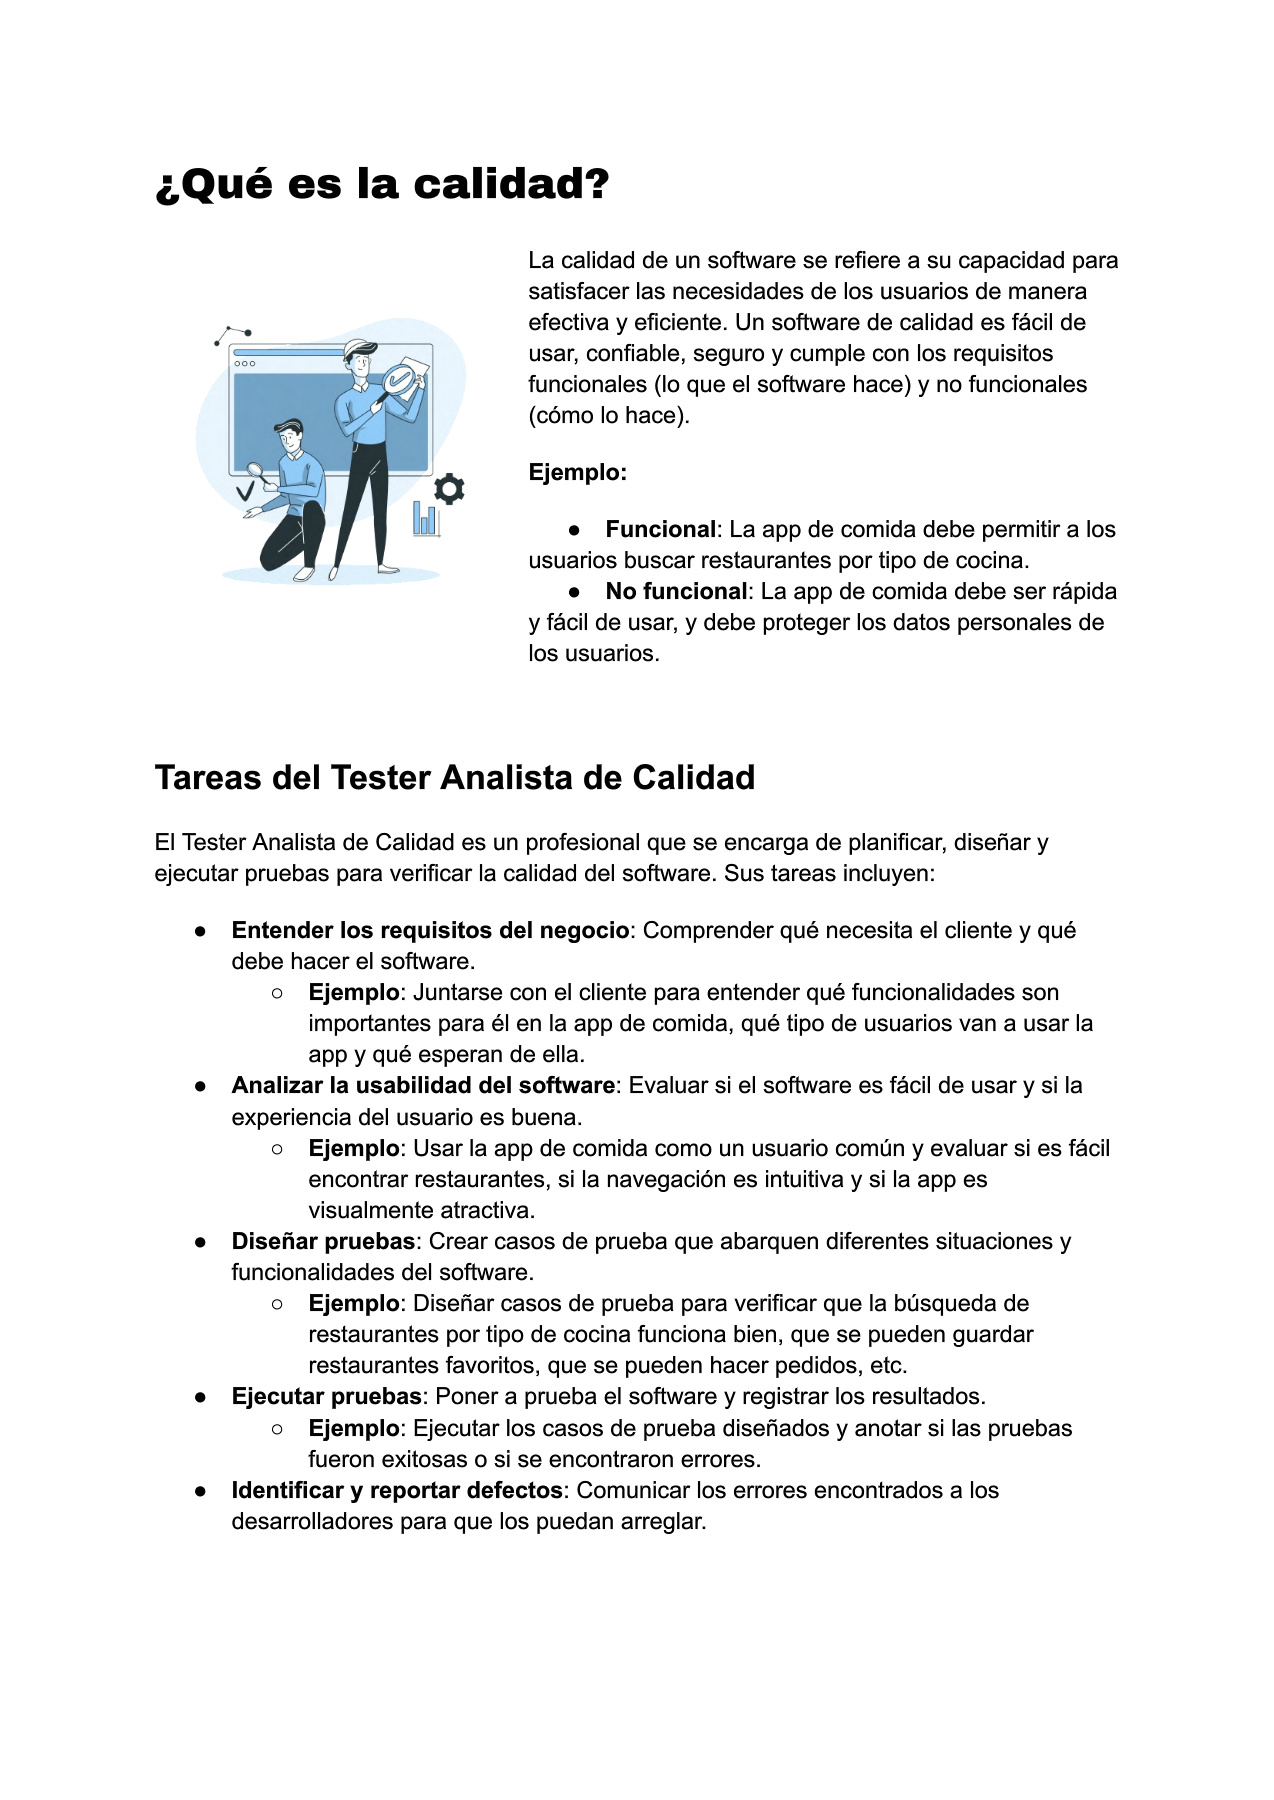 ¿Qué es la calidad?
La calidad de un software se refiere a su capacidad para
satisfacer las necesidades de los usuarios de manera
efectiva y eficiente. Un software de calidad es fácil de
usar, confiable, seguro y cumple con los requisitos
funcionales (lo que el software hace) y no funcionales
(cómo lo hace).
Ejemplo:
● Funcional: La app de comida debe permitir a los
usuarios buscar restaurantes por tipo de cocina.
● No funcional: La app de comida debe ser rápida
y fácil de usar, y debe proteger los datos personales de
los usuarios.
Tareas del Tester Analista de Calidad
El Tester Analista de Calidad es un profesional que se encarga de planificar, diseñar y
ejecutar pruebas para verificar la calidad del software. Sus tareas incluyen:
● Entender los requisitos del negocio: Comprender qué necesita el cliente y qué
debe hacer el software.
○ Ejemplo: Juntarse con el cliente para entender qué funcionalidades son
importantes para él en la app de comida, qué tipo de usuarios van a usar la
app y qué esperan de ella.
● Analizar la usabilidad del software: Evaluar si el software es fácil de usar y si la
experiencia del usuario es buena.
○ Ejemplo: Usar la app de comida como un usuario común y evaluar si es fácil
encontrar restaurantes, si la navegación es intuitiva y si la app es
visualmente atractiva.
● Diseñar pruebas: Crear casos de prueba que abarquen diferentes situaciones y
funcionalidades del software.
○ Ejemplo: Diseñar casos de prueba para verificar que la búsqueda de
restaurantes por tipo de cocina funciona bien, que se pueden guardar
restaurantes favoritos, que se pueden hacer pedidos, etc.
● Ejecutar pruebas: Poner a prueba el software y registrar los resultados.
○ Ejemplo: Ejecutar los casos de prueba diseñados y anotar si las pruebas
fueron exitosas o si se encontraron errores.
● Identificar y reportar defectos: Comunicar los errores encontrados a los
desarrolladores para que los puedan arreglar.